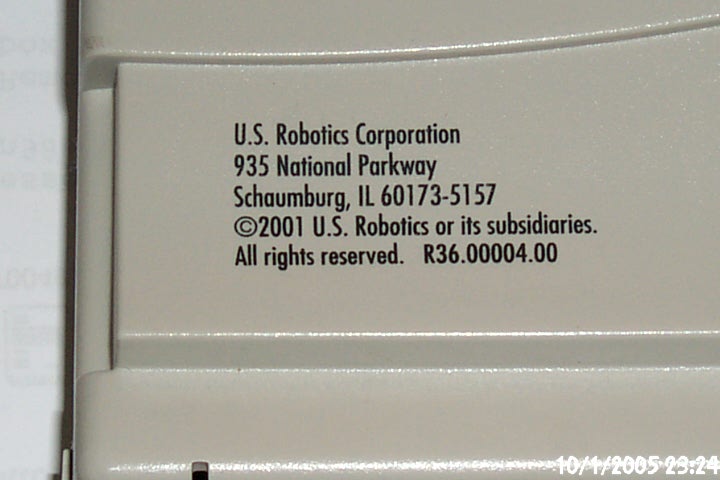 U.S. Robotics Corporation
935 National Parkway
Schaumburg, IL 60173-5157
©2001 U.S. Robotics or its subsidiaries.
All rights reserved. R36.00004.00
10/1/2005 23:24